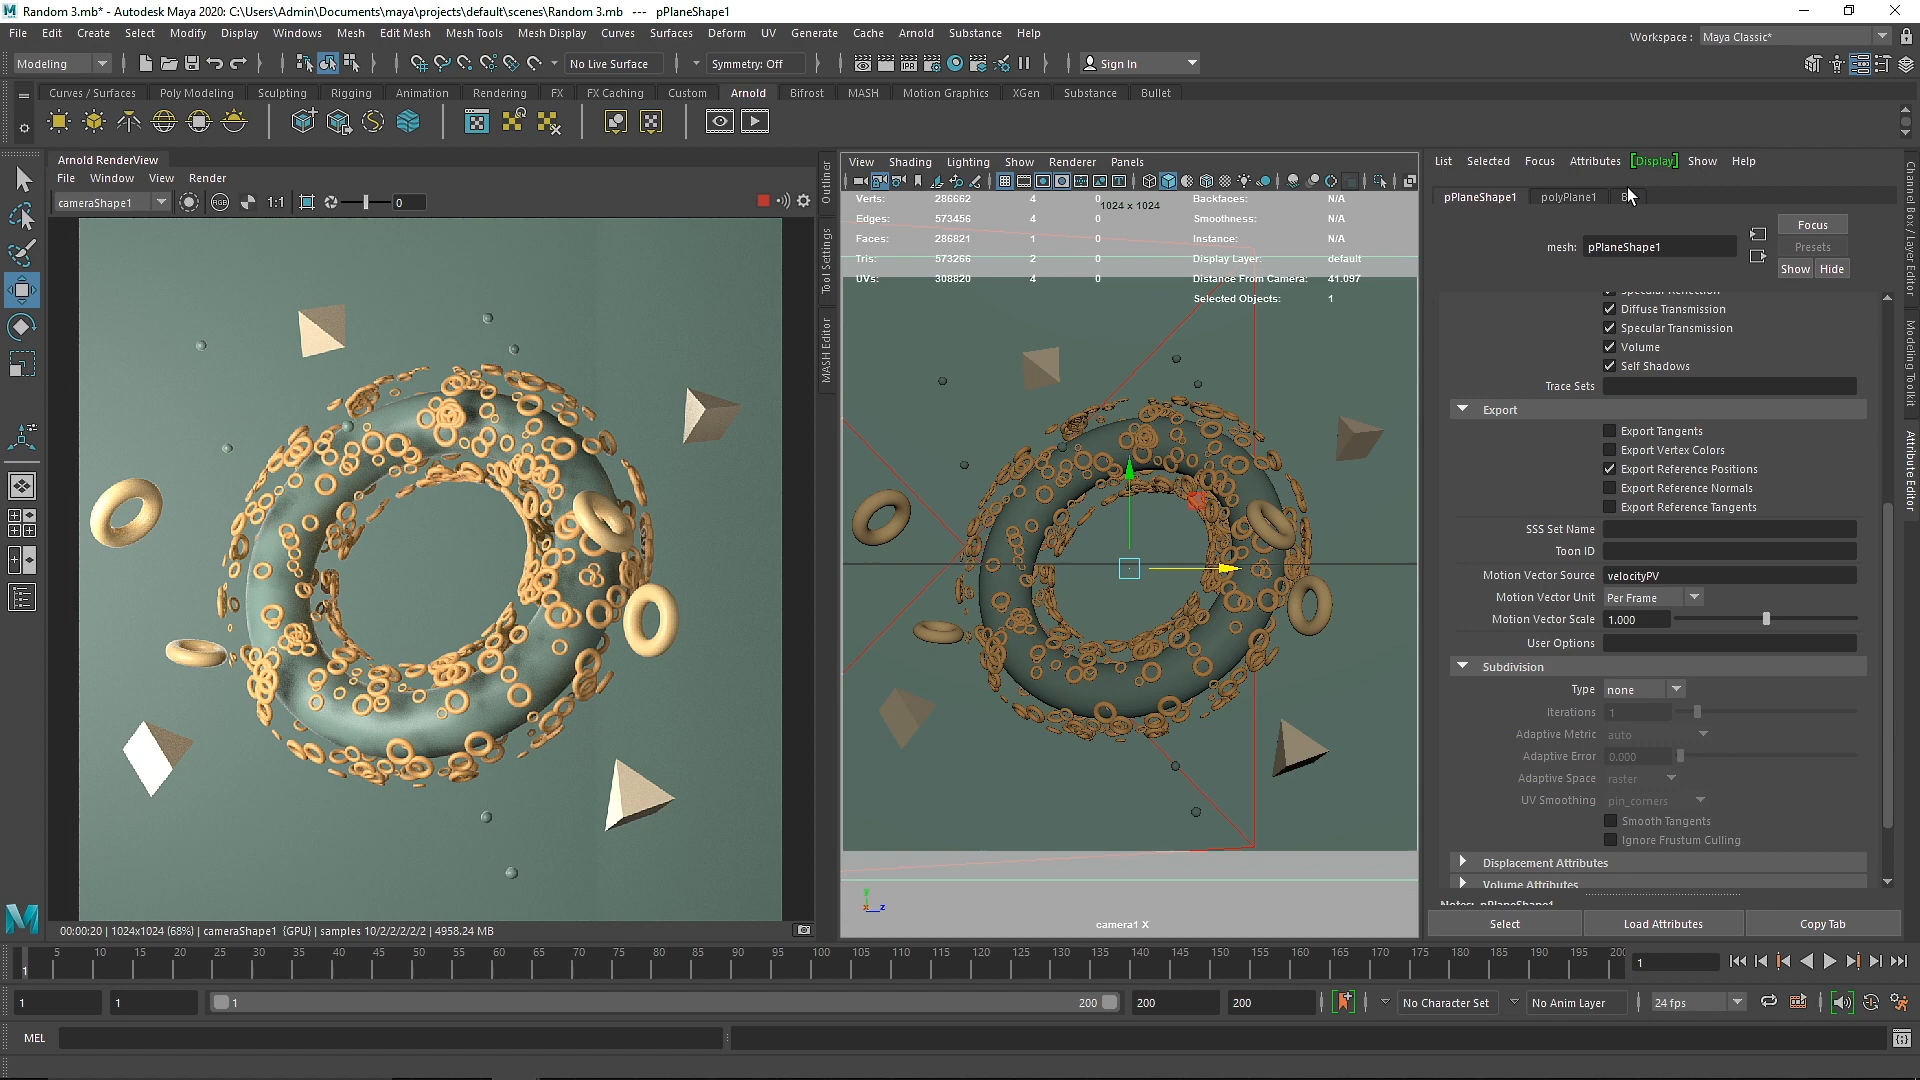 Random 3.mb* - Autodesk Maya 2020: C:\Users\Admin\Documents\maya\projects\default\scenes\Random 3.mb --- pPlaneShape1
File Edit Create Select Modify Display Windows Mesh Edit Mesh Mesh Tools Mesh Display Curves Surfaces Deform UV Generate Cache Arnold Substance Help
Workspace : Maya Classic*
Modeling No Live Surface Symmetry: Off Sign In
Curves / Surfaces Poly Modeling Sculpting Rigging Animation Rendering FX FX Caching Custom Arnold Bifrost MASH Motion Graphics XGen Substance Bullet
Arnold RenderView
File Window View Render
cameraShape1 RGB 1:1 0
00:00:20 | 1024x1024 (68%) | cameraShape1 {GPU} | samples 10/2/2/2/2/2 | 4958.24 MB
Outliner
Tool Settings
MASH Editor
View Shading Lighting Show Renderer Panels
Verts: 286662 4 0
Edges: 573456 4 0
Faces: 286821 1 0
Tris: 573266 2 0
UVs: 308820 4 0
1024 x 1024
Backfaces: N/A
Smoothness: N/A
Instance: N/A
Display Layer: default
Distance From Camera: 41.097
Selected Objects: 1
y
x z
camera1 X
List Selected Focus Attributes [Display] Show Help
pPlaneShape1 polyPlane1
mesh: pPlaneShape1
Focus
Presets
Show Hide
Specular Reflection
Diffuse Transmission
Specular Transmission
Volume
Self Shadows
Trace Sets
Export
Export Tangents
Export Vertex Colors
Export Reference Positions
Export Reference Normals
Export Reference Tangents
SSS Set Name
Toon ID
Motion Vector Source velocityPV
Motion Vector Unit Per Frame
Motion Vector Scale 1.000
User Options
Subdivision
Type none
Iterations 1
Adaptive Metric auto
Adaptive Error 0.000
Adaptive Space raster
UV Smoothing pin_corners
Smooth Tangents
Ignore Frustum Culling
Displacement Attributes
Volume Attributes
Notes: pPlaneShape1
Select Load Attributes Copy Tab
Channel Box / Layer Editor
Modeling Toolkit
Attribute Editor
1 5 10 15 20 25 30 35 40 45 50 55 60 65 70 75 80 85 90 95 100 105 110 115 120 125 130 135 140 145 150 155 160 165 170 175 180 185 190 195 200
1
1 1 1 200 200 200 No Character Set No Anim Layer 24 fps
MEL